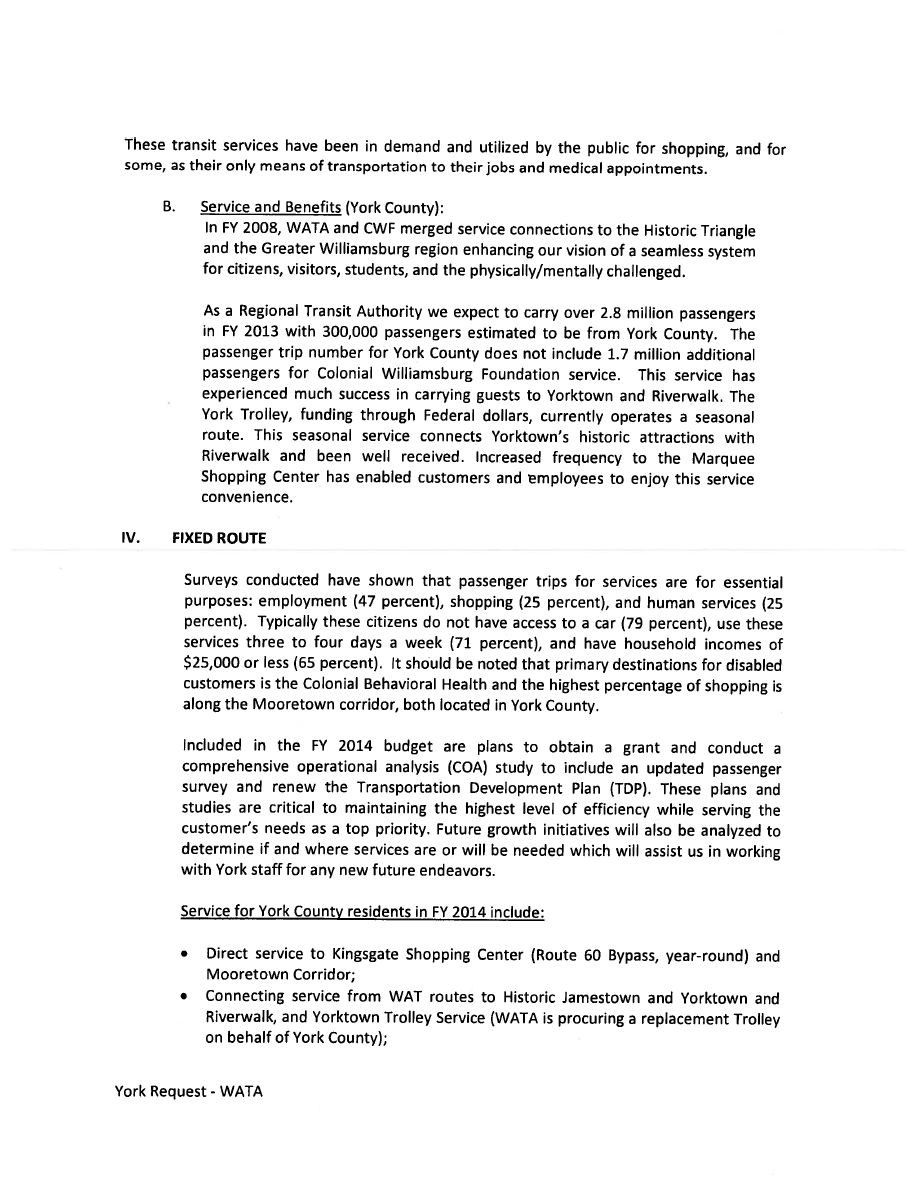 These transit services have been in demand and utilized by the public for shopping, and for
some, as their only means of transportation to their jobs and medical appointments.
B. Service and Benefits (York County):
In FY 2008, WATA and CWF merged service connections to the Historic Triangle
and the Greater Williamsburg region enhancing our vision of a seamless system
for citizens, visitors, students, and the physically/mentally challenged.
As a Regional Transit Authority we expect to carry over 2.8 million passengers
in FY 2013 with 300,000 passengers estimated to be from York County. The
passenger trip number for York County does not include 1.7 million additional
passengers for Colonial Williamsburg Foundation service. This service has
experienced much success in carrying guests to Yorktown and Riverwalk. The
York Trolley, funding through Federal dollars, currently operates a seasonal
route. This seasonal service connects Yorktown's historic attractions with
Riverwalk and been well received. Increased frequency to the Marquee
Shopping Center has enabled customers and employees to enjoy this service
convenience.
IV. FIXED ROUTE
Surveys conducted have shown that passenger trips for services are for essential
purposes: employment (47 percent), shopping (25 percent), and human services (25
percent). Typically these citizens do not have access to a car (79 percent), use these
services three to four days a week (71 percent), and have household incomes of
$25,000 or less (65 percent). It should be noted that primary destinations for disabled
customers is the Colonial Behavioral Health and the highest percentage of shopping is
along the Mooretown corridor, both located in York County.
Included in the FY 2014 budget are plans to obtain a grant and conduct a
comprehensive operational analysis (COA) study to include an updated passenger
survey and renew the Transportation Development Plan (TDP). These plans and
studies are critical to maintaining the highest level of efficiency while serving the
customer's needs as a top priority. Future growth initiatives will also be analyzed to
determine if and where services are or will be needed which will assist us in working
with York staff for any new future endeavors.
Service for York County residents in FY 2014 include:
• Direct service to Kingsgate Shopping Center (Route 60 Bypass, year-round) and
Mooretown Corridor;
• Connecting service from WAT routes to Historic Jamestown and Yorktown and
Riverwalk, and Yorktown Trolley Service (WATA is procuring a replacement Trolley
on behalf of York County);
York Request - WATA